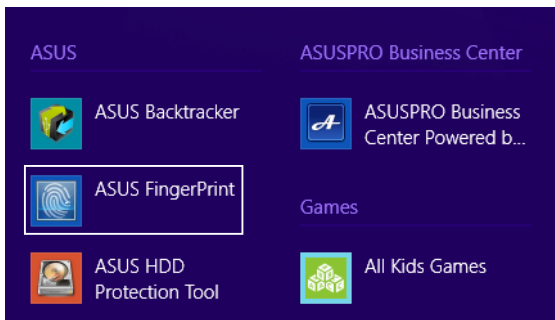 ASUS
ASUS Backtracker
ASUS FingerPrint
ASUS HDD
Protection Tool
ASUSPRO Business Center
ASUSPRO Business
Center Powered b...
Games
All Kids Games